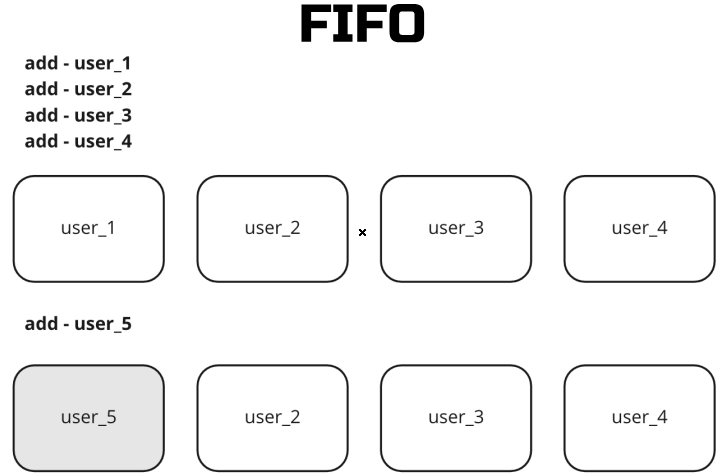 FIFO
add - user_1
add - user_2
add - user_3
add - user_4
user_1 user_2 × user_3 user_4
add - user_5
user_5 user_2 user_3 user_4